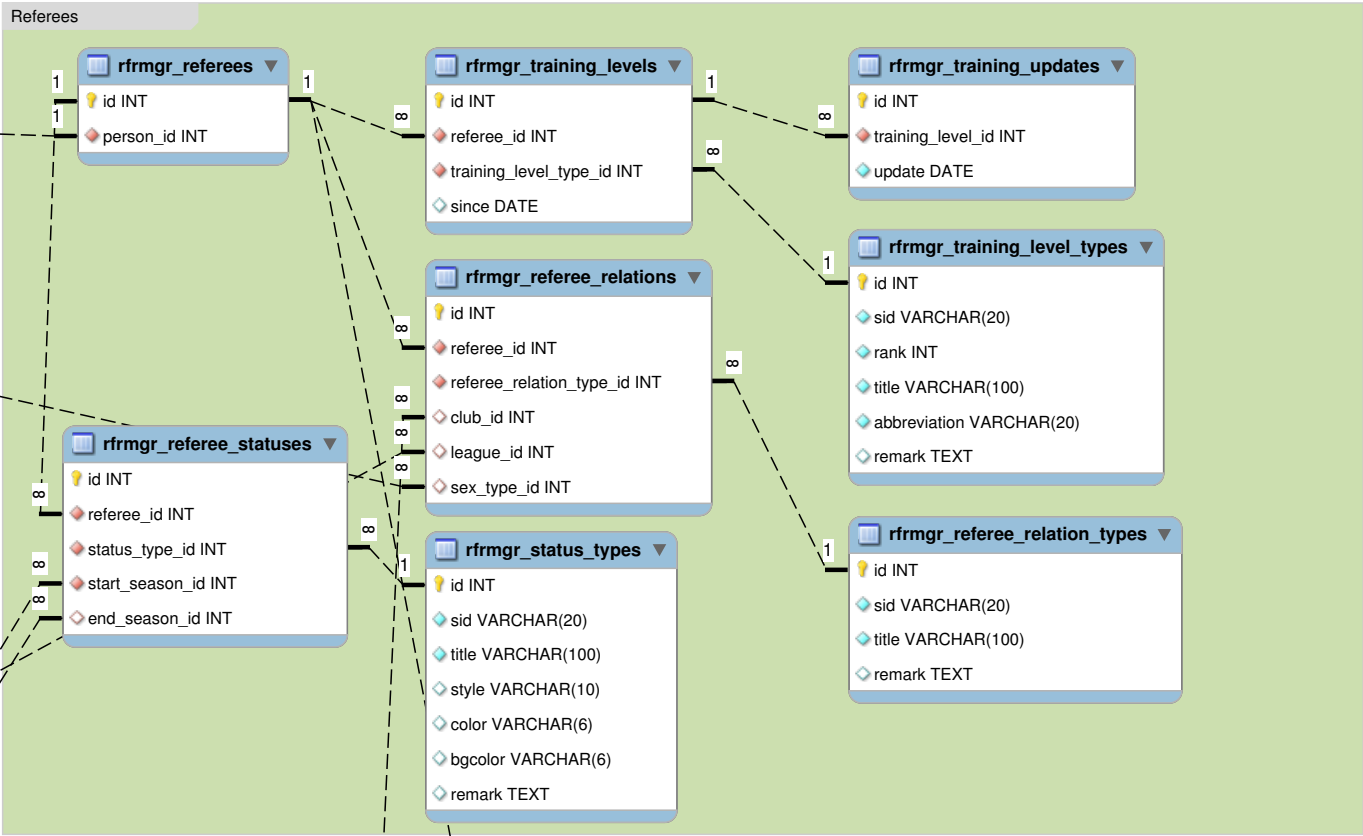 Referees
rfrmgr_referees
id INT
person_id INT
rfrmgr_training_levels
id INT
referee_id INT
training_level_type_id INT
since DATE
rfrmgr_training_updates
id INT
training_level_id INT
update DATE
rfrmgr_training_level_types
id INT
sid VARCHAR(20)
rank INT
title VARCHAR(100)
abbreviation VARCHAR(20)
remark TEXT
rfrmgr_referee_relations
id INT
referee_id INT
referee_relation_type_id INT
club_id INT
league_id INT
sex_type_id INT
rfrmgr_referee_statuses
id INT
referee_id INT
status_type_id INT
start_season_id INT
end_season_id INT
rfrmgr_status_types
id INT
sid VARCHAR(20)
title VARCHAR(100)
style VARCHAR(10)
color VARCHAR(6)
bgcolor VARCHAR(6)
remark TEXT
rfrmgr_referee_relation_types
id INT
sid VARCHAR(20)
title VARCHAR(100)
remark TEXT
1
1
1
∞
1
∞
∞
1
∞
∞
∞
∞
∞
1
∞
∞
∞
∞
1